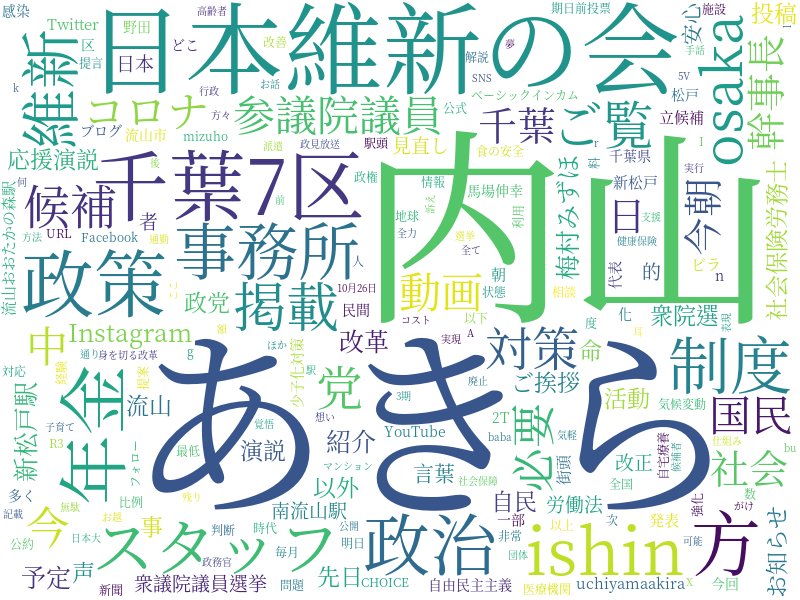 感染
Twitter
野田
高齢者
どこ
改善
お話
期日前投票
投稿
安心
施設
手話
夢
日本維新の会
維新
区
提言
日本
解説
SNS
5V
松戸
osaka
幹事長
k
コロナ
行政
方々
参議院議員
公式
ベーシックインカム
千葉
ご覧
立候補
ブログ
流山市
mizuho
駅頭
政見放送
見直し
食の安全
千葉県
実行
応援演説
派遣
後
千葉7区
政権
情報
訴え
馬場伸幸
利用
梅村みずほ
新松戸
日
支援
今朝
社会保険労務士
流山おおたかの森駅
何
候補
者
前
地球
全力
選挙
全て
健康保険
内山
URL
Facebook
通勤
事務所
人
朝
状態
相談
代表
的
ビラ
n
方法
政策
10月26日
掲載
動画
政党
民間
コスト
以下
度
化
衆院選
表現
中
Instagram
g
額
改革
実現
A
対策
命
制度
通り
身を切る改革
ほか
少子化対策
駅
ご挨拶
対応
経験
提案
新松戸駅
年金
流山
党
3期
廃止
必要
活動
気候変動
国民
子育て
R3
フォロー
最低
覚悟
演説
想い
紹介
YouTube
baba
2T
気軽
街頭
改正
自宅療養
候補者
仕組み
社会
bu
あきら
マンション
言葉
社会保障
全国
数
多く
比例
残り
南流山駅
以外
自民
労働法
発表
強化
がけ
お知らせ
記載
無駄
お越
今
事
スタッフ
判断
時代
公開
政治
一部
非常
以上
次
ishin
方
可能
公約
日本大
政務官
毎月
明日
団体
予定
声
新聞
衆議院議員選挙
問題
先日
CHOICE
自由民主主義
医療機関
uchiyamaakira
x
今回